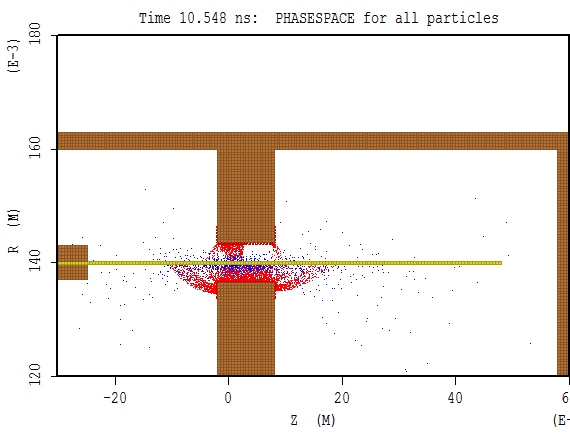 Time 10.548 ns: PHASESPACE for all particles
180
(E-3)
160
R (M)
140
120
-20 0 20 40 6
Z (M) (E-